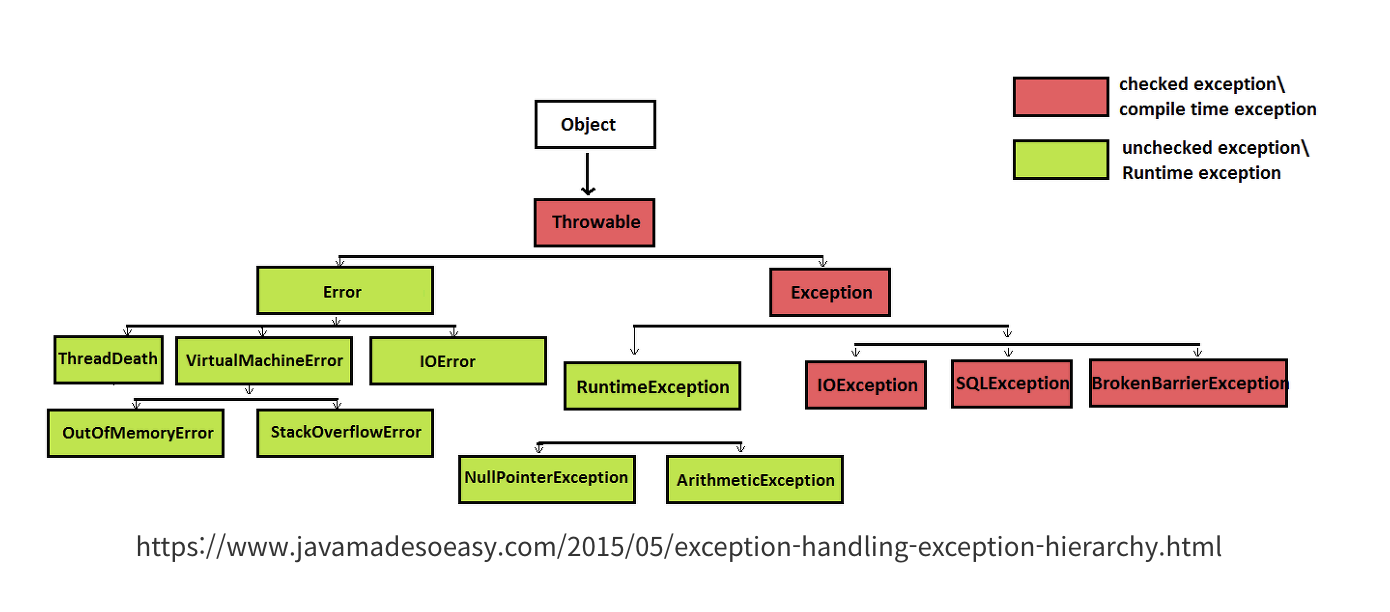 checked exception\
compile time exception
Object
unchecked exception\
Runtime exception
Throwable
Error
Exception
ThreadDeath
VirtualMachineError
IOError
RuntimeException
IOException
SQLException
BrokenBarrierException
OutOfMemoryError
StackOverflowError
NullPointerException
ArithmeticException
https://www.javamadesoeasy.com/2015/05/exception-handling-exception-hierarchy.html